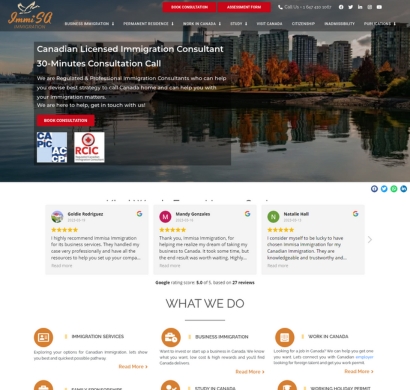 BOOK CONSULTATION
ASSESSMENT FORM
Call Us Now
ImmiSA
BUSINESS IMMIGRATION
PERMANENT RESIDENCE
WORK IN CANADA
STUDY
VISIT CANADA
CITIZENSHIP
INADMISSIBILITY
PUBLICATIONS
Canadian Licensed Immigration Consultant
30-Minutes Consultation Call
We are Regulated & Professional Immigration Consultants who can help
you devise best strategy to call Canada home and can help you with
your immigration matters.
We are here to help, get in touch with us!
BOOK CONSULTATION
CA
PIC
AC
CPI
RCIC
Goldie Rodriguez
I highly recommend Immisa Immigration
for its business services. They handled my
case very professionally and have all the
resources to help you set up your compa...
Read more
Mandy Gonzales
Thank you, Immisa Immigration, for
helping me realize my dream of taking my
business to Canada. It took some time, but
the end result was worth waiting. Highly...
Read more
Natalie Hall
I consider myself to be lucky to have
chosen Immisa Immigration for my
Canadian Immigration. They are
knowledgeable and trustworthy and...
Read more
Google rating score: 5.0 of 5, based on 27 reviews
WHAT WE DO
IMMIGRATION SERVICES
Exploring your options for Canadian Immigration, lets show
you best and quickest possible pathway
Read More
BUSINESS IMMIGRATION
Want to invest or start up a business in Canada? We know
what you want, low cost & high rewards and you'll find
Canada delivers
Read More
WORK IN CANADA
Looking for a job in Canada? We can help you get one
you want. Lets connect you with Canadian employer
looking for foreign talent and get you work permit.
Read More
STUDY IN CANADA
WORKING HOLIDAY PERMIT